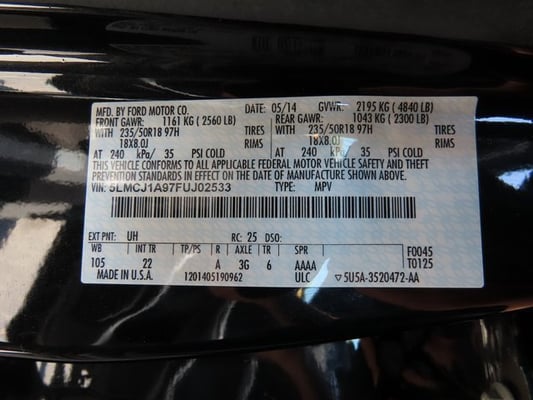 MFD. BY FORD MOTOR CO. DATE: 05/14 GVWR: 2195 KG ( 4840 LB)
FRONT GAWR: 1161 KG ( 2560 LB) REAR GAWR: 1043 KG ( 2300 LB)
WITH 235/50R18 97H TIRES WITH 235/50R18 97H TIRES
18X8.0J RIMS 18X8.0J RIMS
AT 240 kPa/ 35 PSI COLD AT 240 kPa/ 35 PSI COLD
THIS VEHICLE CONFORMS TO ALL APPLICABLE FEDERAL MOTOR VEHICLE SAFETY
STANDARDS IN EFFECT ON THE DATE OF MANUFACTURE SHOWN ABOVE.
VIN: 5LMCJ1A97FUJ02533 TYPE: MPV
EXT PNT: UH RC: 25 DSO:
WB INT TR TP/PS R AXLE TR SPR F0045
105 22 A 3G 6 AAAA T0125
MADE IN U.S.A. 1201405190962 ULC 5U5A-3520472-AA